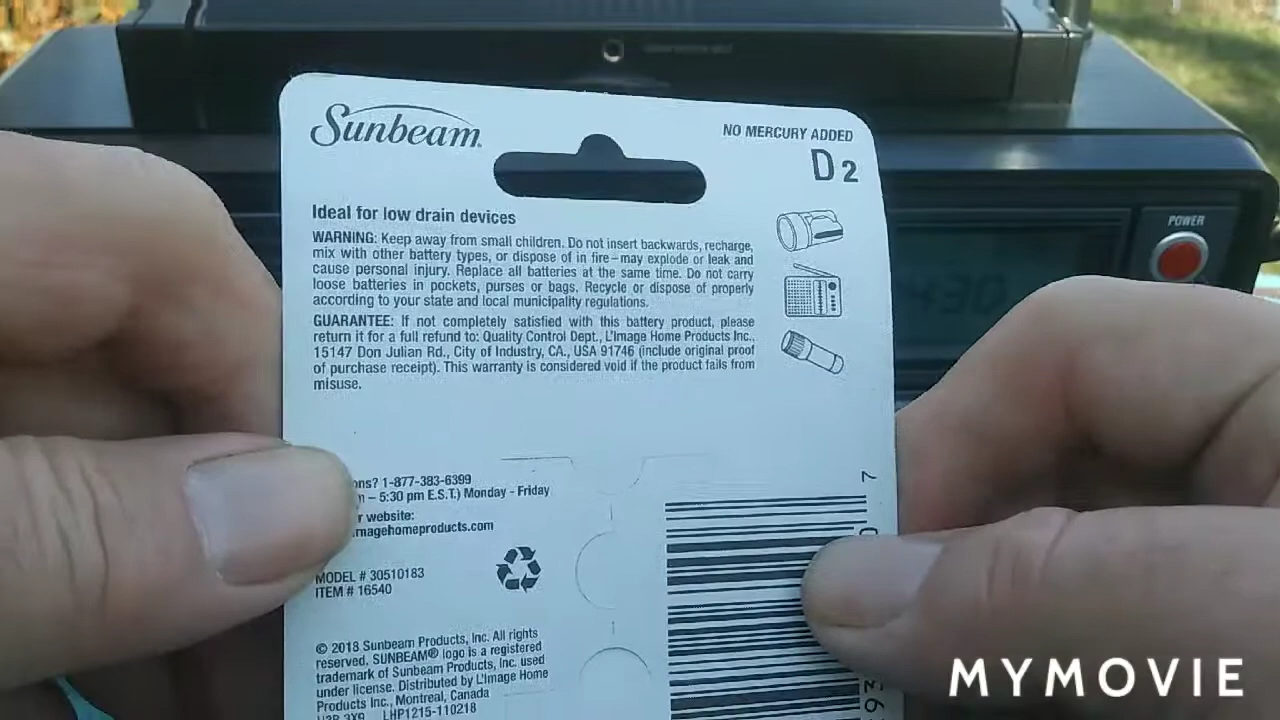 Sunbeam
NO MERCURY ADDED
D 2
Ideal for low drain devices
WARNING: Keep away from small children. Do not insert backwards, recharge,
mix with other battery types, or dispose of in fire–may explode or leak and
cause personal injury. Replace all batteries at the same time. Do not carry
loose batteries in pockets, purses or bags. Recycle or dispose of properly
according to your state and local municipality regulations.
GUARANTEE: If not completely satisfied with this battery product, please
return it for a full refund to: Quality Control Dept., L'Image Home Products Inc.,
15147 Don Julian Rd., City of Industry, CA., USA 91746 (include original proof
of purchase receipt). This warranty is considered void if the product fails from
misuse.
ons? 1-877-383-6399
– 5:30 pm E.S.T.) Monday - Friday
r website:
magehomeproducts.com
MODEL # 30510183
ITEM # 16540
© 2018 Sunbeam Products, Inc. All rights
reserved. SUNBEAM® logo is a registered
trademark of Sunbeam Products, Inc. used
under license. Distributed by L'Image Home
Products Inc., Montreal, Canada
LHP1215-110218
7
POWER
MYMOVIE